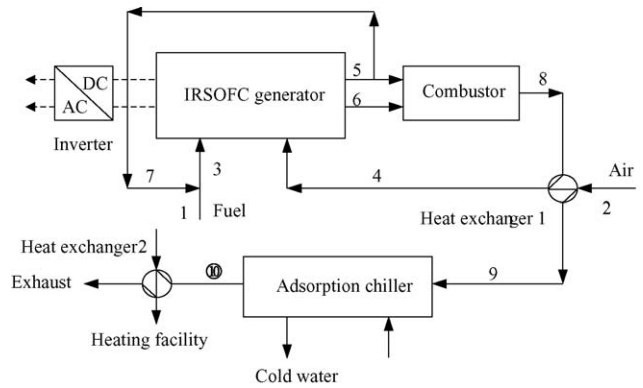 5
DC
IRSOFC generator
Combustor
8
AC
6
Inverter
3
Air
7
4
1
Fuel
Heat exchanger 1
2
Heat exchanger2
⑩
9
Exhaust
Adsorption chiller
Heating facility
Cold water